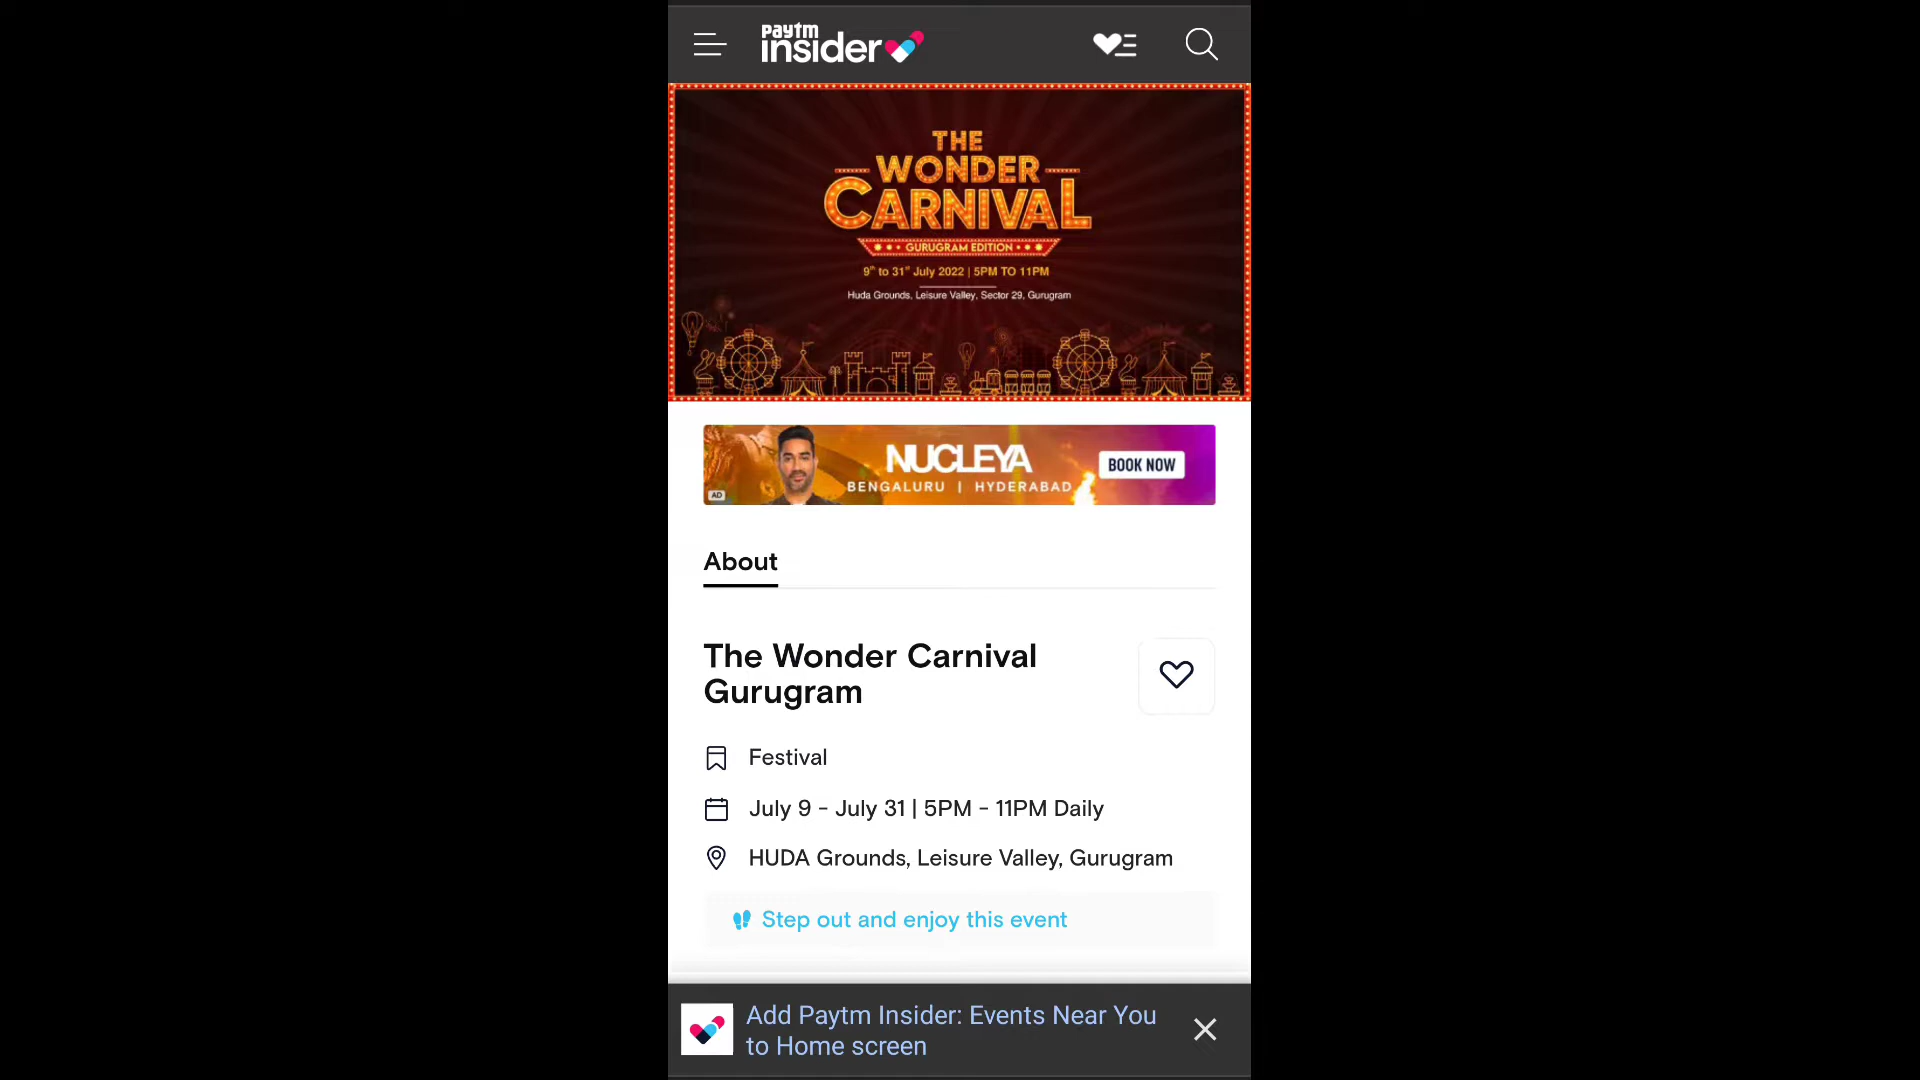 paytm
insider
THE
WONDER
CARNIVAL
GURUGRAM EDITION
9th to 31st July 2022 | 5PM TO 11PM
Huda Grounds, Leisure Valley, Sector 29, Gurugram
NUCLEYA
BENGALURU | HYDERABAD
BOOK NOW
AD
About
The Wonder Carnival
Gurugram
Festival
July 9 - July 31 | 5PM - 11PM Daily
HUDA Grounds, Leisure Valley, Gurugram
Step out and enjoy this event
Add Paytm Insider: Events Near You
to Home screen